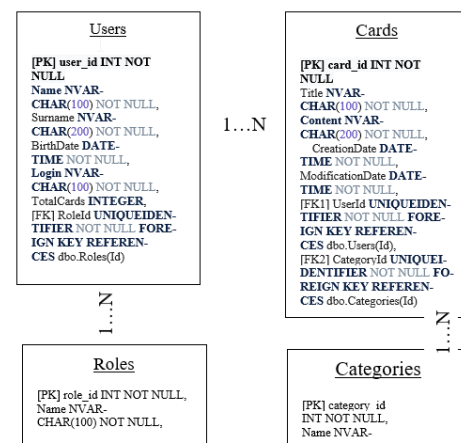 Users
[PK] user_id INT NOT
NULL
Name NVAR-
CHAR(100) NOT NULL,
Surname NVAR-
CHAR(200) NOT NULL,
BirthDate DATE-
TIME NOT NULL,
Login NVAR-
CHAR(100) NOT NULL,
TotalCards INTEGER,
[FK] RoleId UNIQUEIDEN-
TIFIER NOT NULL FORE-
IGN KEY REFEREN-
CES dbo.Roles(Id)
1…N
Cards
[PK] card_id INT NOT
NULL
Title NVAR-
CHAR(100) NOT NULL,
Content NVAR-
CHAR(200) NOT NULL,
CreationDate DATE-
TIME NOT NULL,
ModificationDate DATE-
TIME NOT NULL,
[FK1] UserId UNIQUEIDEN-
TIFIER NOT NULL FORE-
IGN KEY REFEREN-
CES dbo.Users(Id),
[FK2] CategoryId UNIQUEI-
DENTIFIER NOT NULL FO-
REIGN KEY REFEREN-
CES dbo.Categories(Id)
1…N
1…N
Roles
[PK] role_id INT NOT NULL,
Name NVAR-
CHAR(100) NOT NULL,
Categories
[PK] category_id
INT NOT NULL,
Name NVAR-